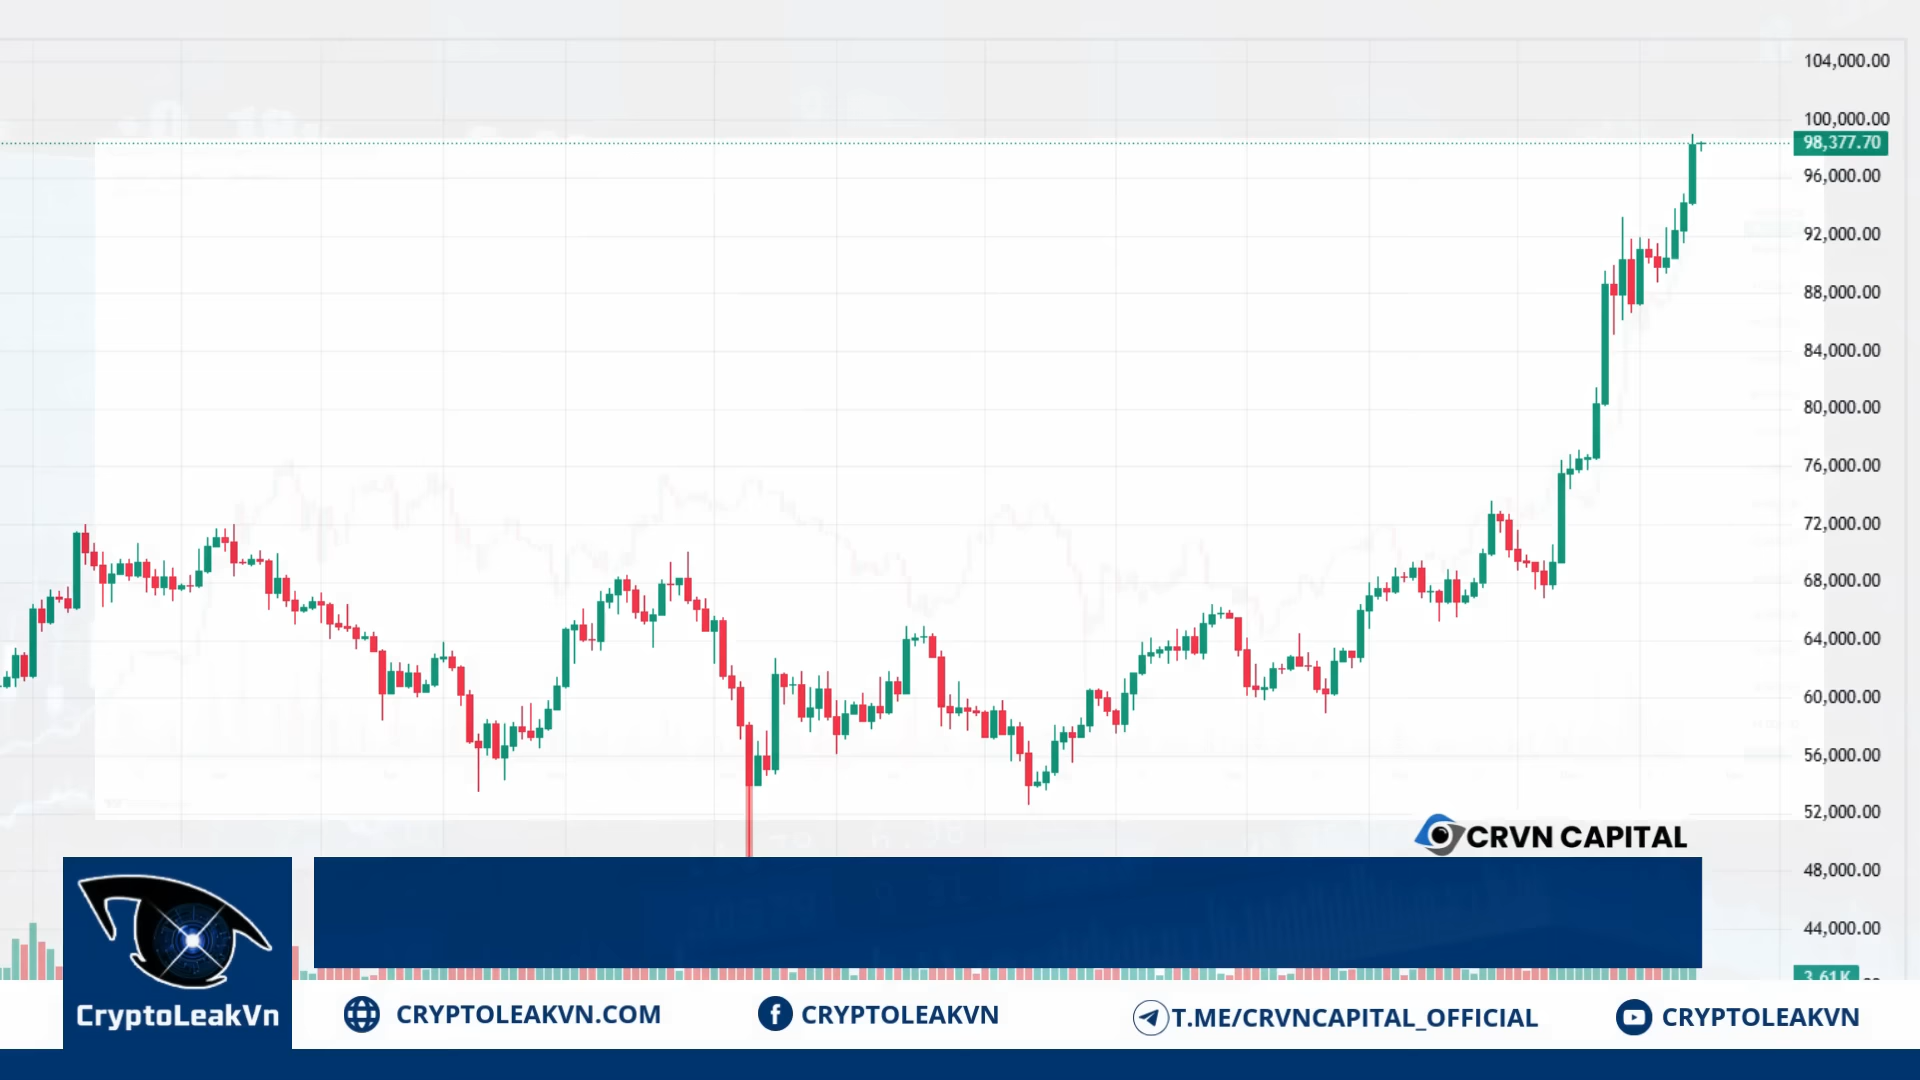 104,000.00
100,000.00
98,377.70
96,000.00
92,000.00
88,000.00
84,000.00
80,000.00
76,000.00
72,000.00
68,000.00
64,000.00
60,000.00
56,000.00
52,000.00
48,000.00
44,000.00
3.61K
CRVN CAPITAL
CryptoLeakVn
CRYPTOLEAKVN.COM
CRYPTOLEAKVN
T.ME/CRVNCAPITAL_OFFICIAL
CRYPTOLEAKVN